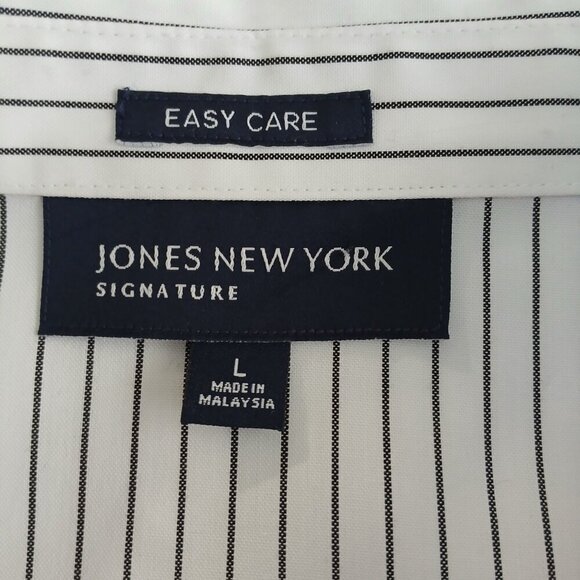 EASY CARE
JONES NEW YORK
SIGNATURE
L
MADE IN
MALAYSIA